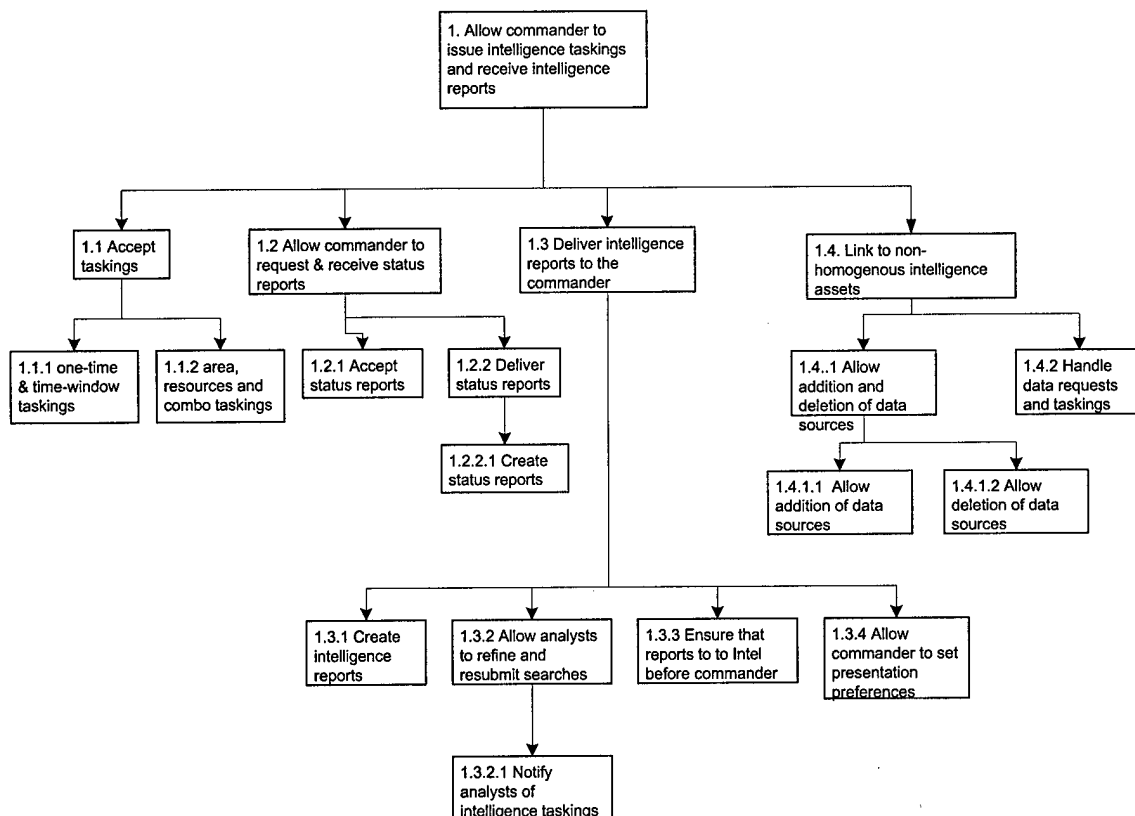 1. Allow commander to
issue intelligence taskings
and receive intelligence
reports
1.1 Accept
taskings
1.2 Allow commander to
request & receive status
reports
1.3 Deliver intelligence
reports to the
commander
1.4. Link to non-
homogenous intelligence
assets
1.1.1 one-time
& time-window
taskings
1.1.2 area,
resources and
combo taskings
1.2.1 Accept
status reports
1.2.2 Deliver
status reports
1.4..1 Allow
addition and
deletion of data
sources
1.4.2 Handle
data requests
and taskings
1.2.2.1 Create
status reports
1.4.1.1 Allow
addition of data
sources
1.4.1.2 Allow
deletion of data
sources
1.3.1 Create
intelligence
reports
1.3.2 Allow analysts
to refine and
resubmit searches
1.3.3 Ensure that
reports to to Intel
before commander
1.3.4 Allow
commander to set
presentation
preferences
1.3.2.1 Notify
analysts of
intelligence taskings